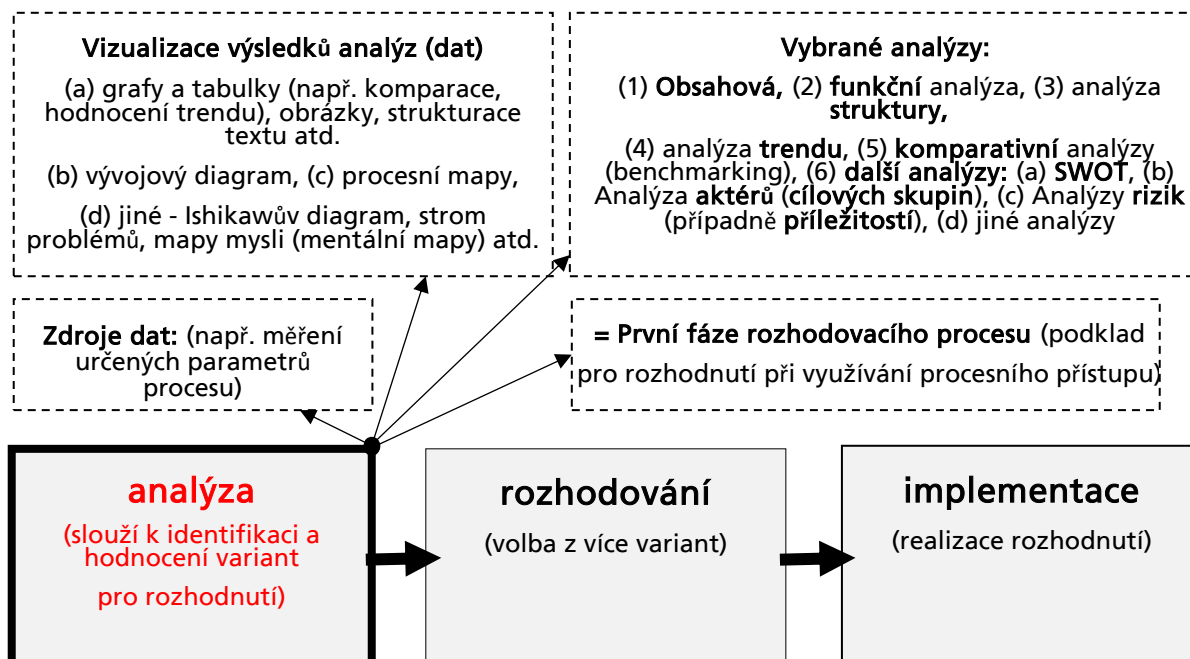 Vizualizace výsledků analýz (dat)
(a) grafy a tabulky (např. komparace,
hodnocení trendu), obrázky, strukturace
textu atd.
(b) vývojový diagram, (c) procesní mapy,
(d) jiné - Ishikawův diagram, strom
problémů, mapy mysli (mentální mapy) atd.
Vybrané analýzy:
(1) Obsahová, (2) funkční analýza, (3) analýza
struktury,
(4) analýza trendu, (5) komparativní analýzy
(benchmarking), (6) další analýzy: (a) SWOT, (b)
Analýza aktérů (cílových skupin), (c) Analýzy rizik
(případně příležitostí), (d) jiné analýzy
Zdroje dat: (např. měření
určených parametrů
procesu)
= První fáze rozhodovacího procesu (podklad
pro rozhodnutí při využívání procesního přístupu)
analýza
(slouží k identifikaci a
hodnocení variant
pro rozhodnutí)
rozhodování
(volba z více variant)
implementace
(realizace rozhodnutí)